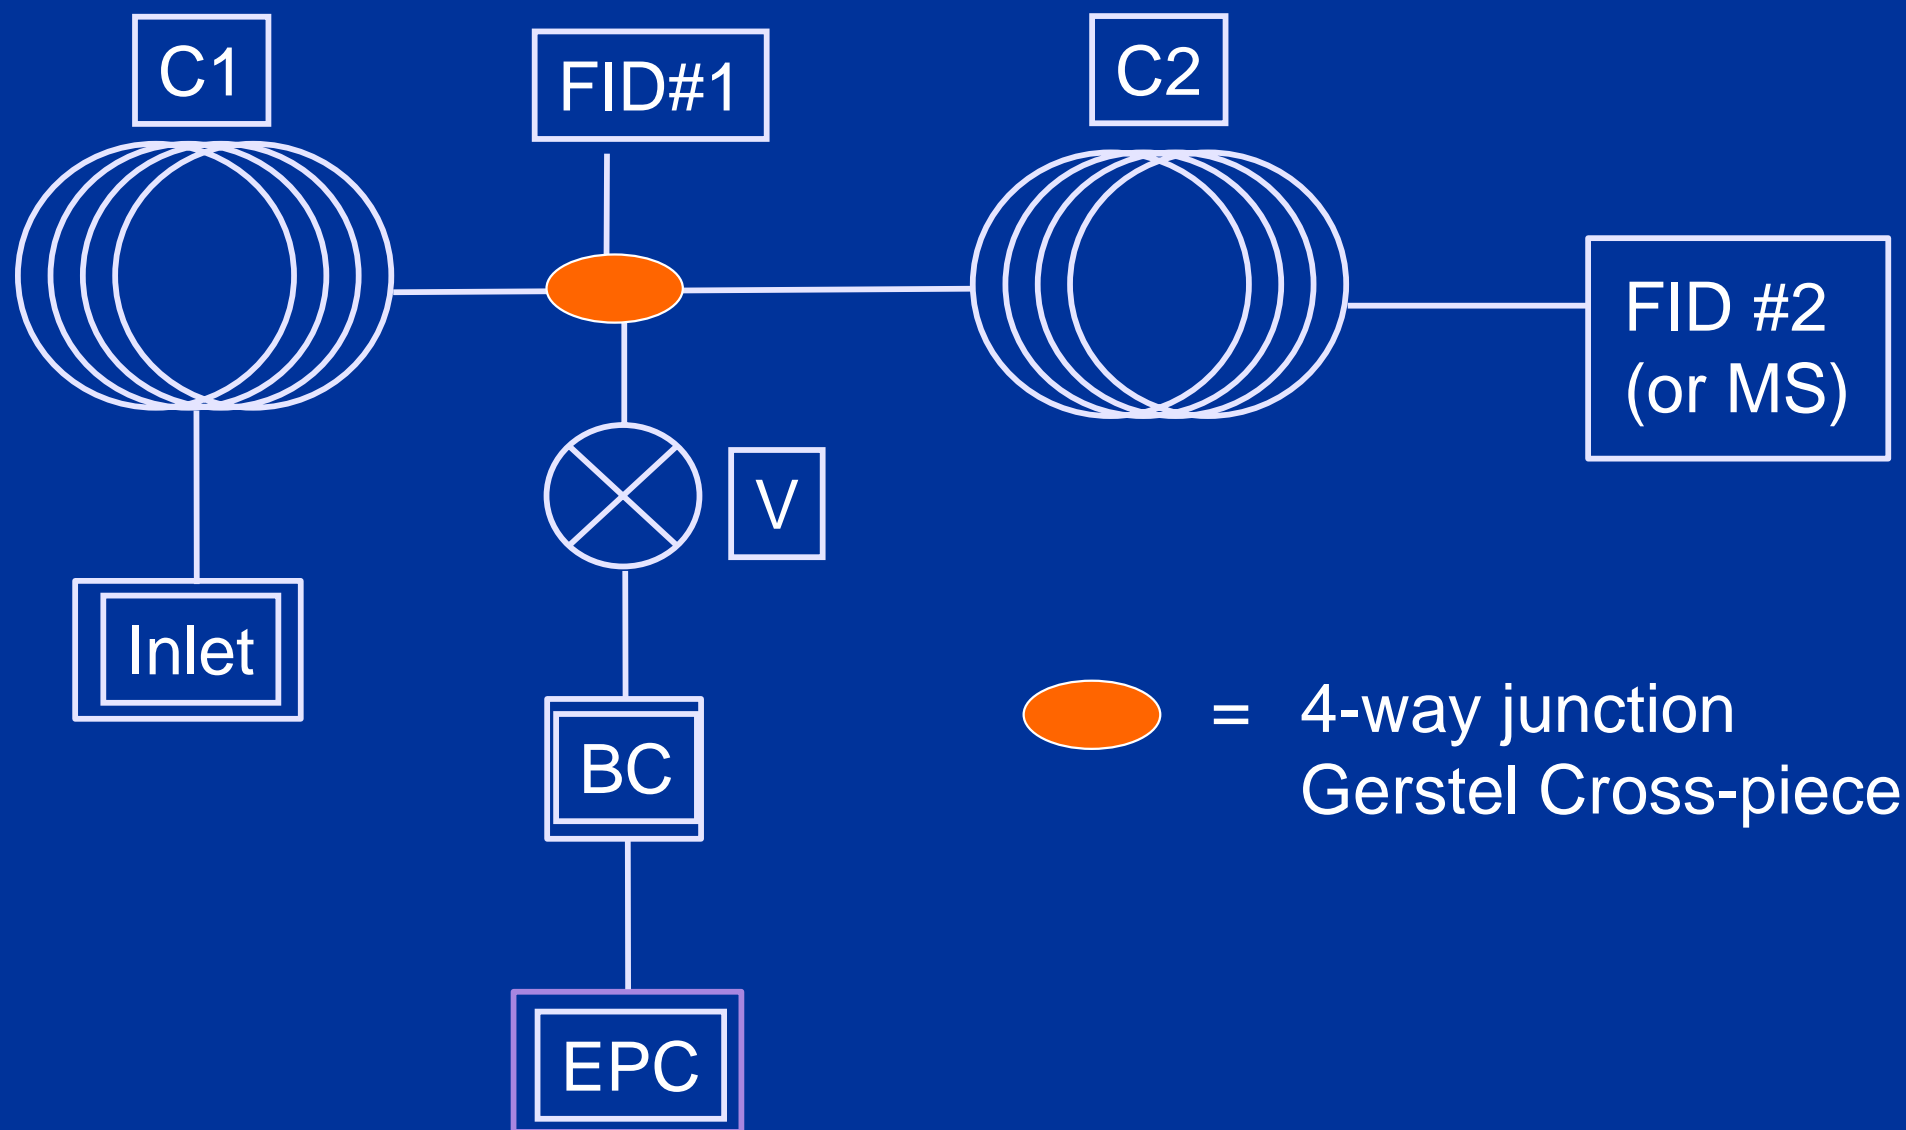 C1
FID#1
C2
FID #2
(or MS)
V
Inlet
BC
= 4-way junction
Gerstel Cross-piece
EPC